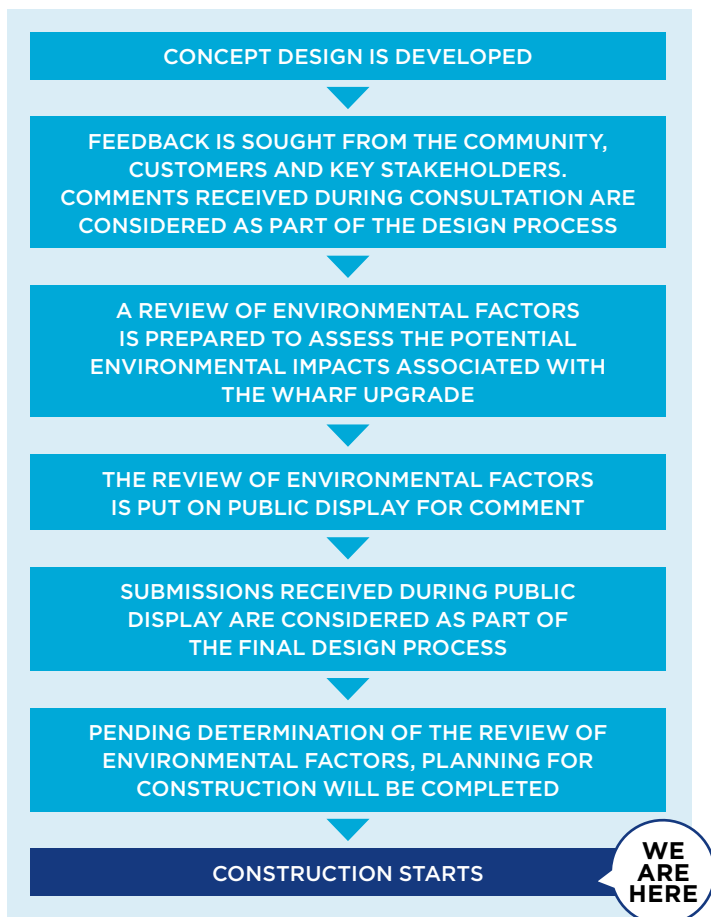 CONCEPT DESIGN IS DEVELOPED
FEEDBACK IS SOUGHT FROM THE COMMUNITY,
CUSTOMERS AND KEY STAKEHOLDERS.
COMMENTS RECEIVED DURING CONSULTATION ARE
CONSIDERED AS PART OF THE DESIGN PROCESS
A REVIEW OF ENVIRONMENTAL FACTORS
IS PREPARED TO ASSESS THE POTENTIAL
ENVIRONMENTAL IMPACTS ASSOCIATED WITH
THE WHARF UPGRADE
THE REVIEW OF ENVIRONMENTAL FACTORS
IS PUT ON PUBLIC DISPLAY FOR COMMENT
SUBMISSIONS RECEIVED DURING PUBLIC
DISPLAY ARE CONSIDERED AS PART OF
THE FINAL DESIGN PROCESS
PENDING DETERMINATION OF THE REVIEW OF
ENVIRONMENTAL FACTORS, PLANNING FOR
CONSTRUCTION WILL BE COMPLETED
CONSTRUCTION STARTS
WE
ARE
HERE